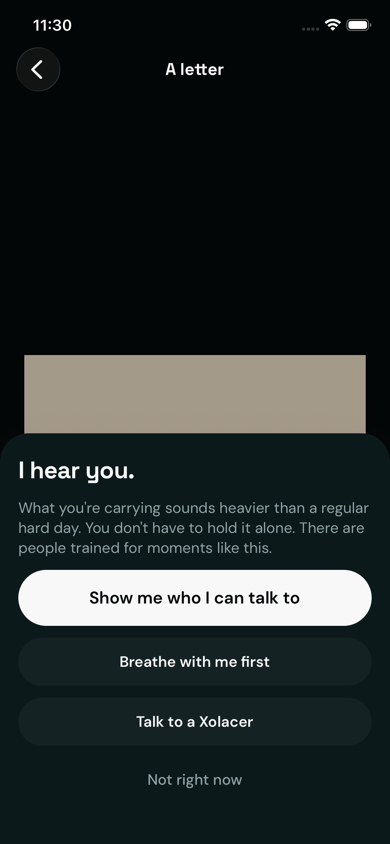 11:30
A letter
I hear you.
What you're carrying sounds heavier than a regular
hard day. You don't have to hold it alone. There are
people trained for moments like this.
Show me who I can talk to
Breathe with me first
Talk to a Xolacer
Not right now